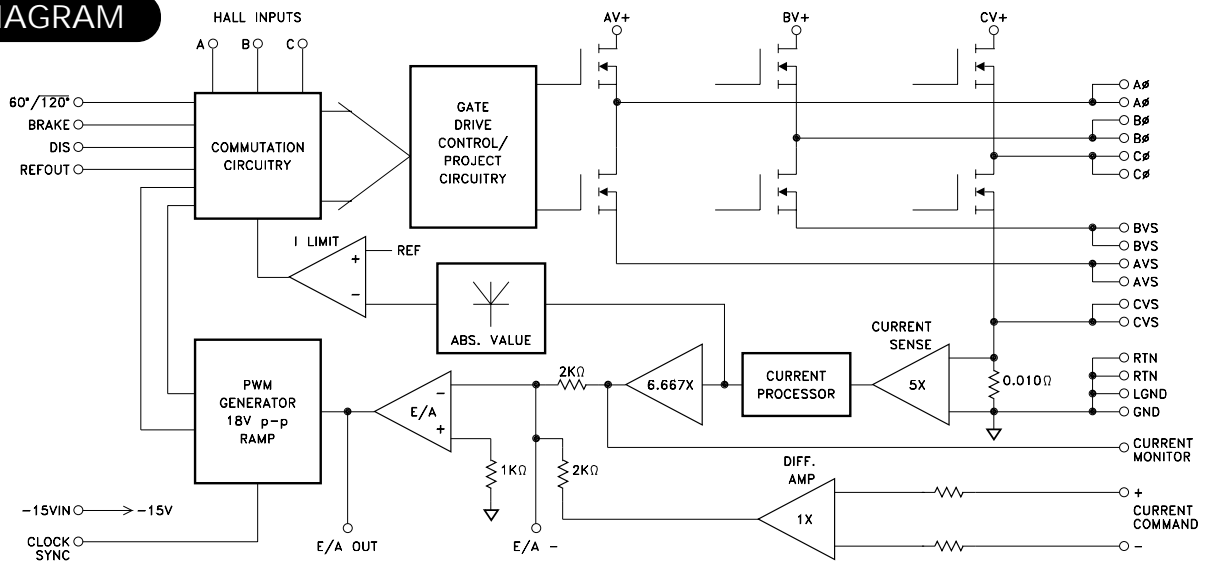 HALL INPUTS
A
B
C
60°/120°
BRAKE
DIS
REFOUT
COMMUTATION
CIRCUITRY
GATE
DRIVE
CONTROL/
PROJECT
CIRCUITRY
AV+
BV+
CV+
AØ
AØ
BØ
BØ
CØ
CØ
BVS
BVS
AVS
AVS
CVS
CVS
RTN
RTN
LGND
GND
I LIMIT
+
−
REF
ABS. VALUE
CURRENT
SENSE
5X
0.010Ω
CURRENT
PROCESSOR
6.667X
2KΩ
PWM
GENERATOR
18V p-p
RAMP
E/A
−
+
1KΩ
2KΩ
CURRENT
MONITOR
DIFF.
AMP
1X
+
CURRENT
COMMAND
−
-15VIN
-15V
CLOCK
SYNC
E/A OUT
E/A -